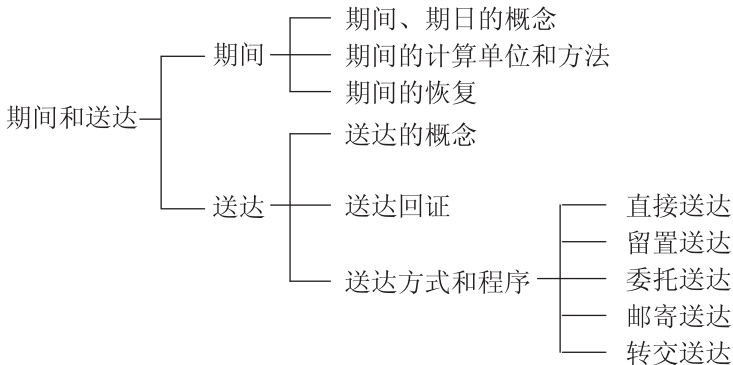 期间和送达
期间
期间、期日的概念
期间的计算单位和方法
期间的恢复
送达
送达的概念
送达回证
送达方式和程序
直接送达
留置送达
委托送达
邮寄送达
转交送达